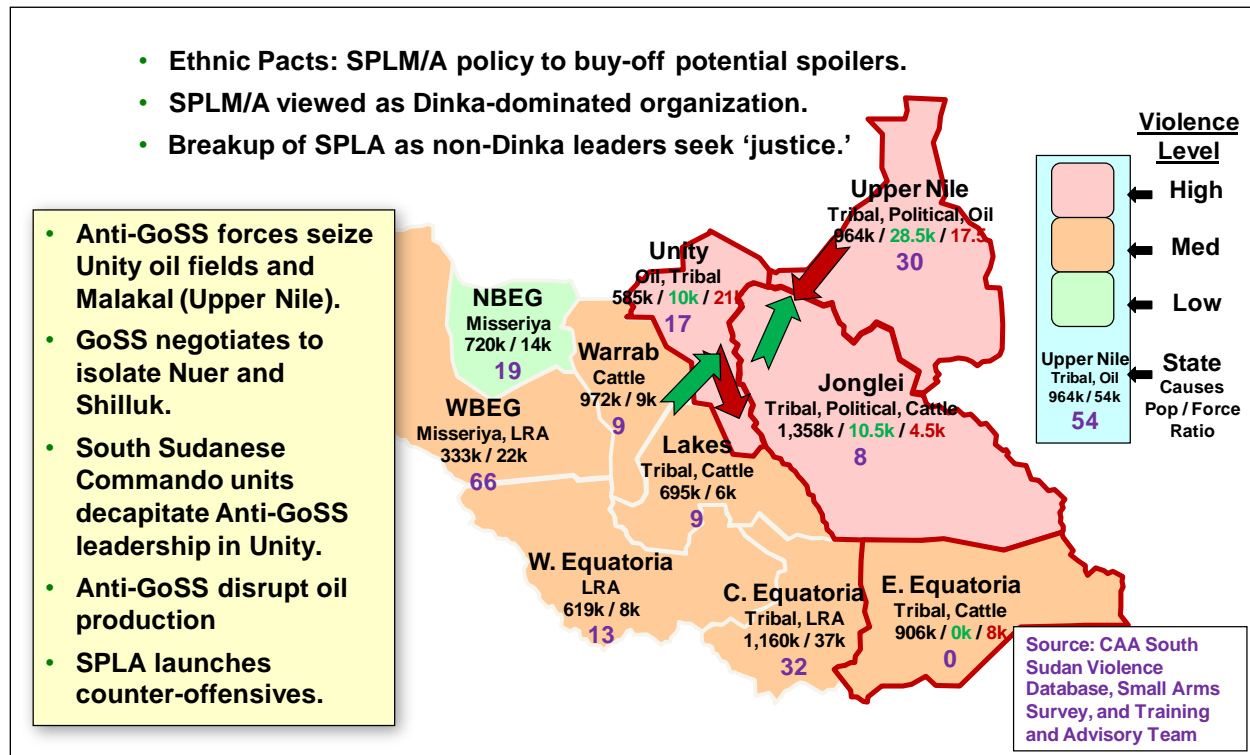 • Ethnic Pacts: SPLM/A policy to buy-off potential spoilers.
• SPLM/A viewed as Dinka-dominated organization.
• Breakup of SPLA as non-Dinka leaders seek ‘justice.’
• Anti-GoSS forces seize
Unity oil fields and
Malakal (Upper Nile).
• GoSS negotiates to
isolate Nuer and
Shilluk.
• South Sudanese
Commando units
decapitate Anti-GoSS
leadership in Unity.
• Anti-GoSS disrupt oil
production
• SPLA launches
counter-offensives.
Upper Nile
Tribal, Political, Oil
964k / 28.5k / 17.5
30
Unity
Oil, Tribal
585k / 10k / 21
17
NBEG
Misseriya
720k / 14k
19
Warrab
Cattle
972k / 9k
9
WBEG
Misseriya, LRA
333k / 22k
66
Jonglei
Tribal, Political, Cattle
1,358k / 10.5k / 4.5k
8
Lakes
Tribal, Cattle
695k / 6k
9
W. Equatoria
LRA
619k / 8k
13
C. Equatoria
Tribal, LRA
1,160k / 37k
32
E. Equatoria
Tribal, Cattle
906k / 0k / 8k
0
Violence
Level
High
Med
Low
Upper Nile
Tribal, Oil
964k / 54k
54
State
Causes
Pop / Force
Ratio
Source: CAA South
Sudan Violence
Database, Small Arms
Survey, and Training
and Advisory Team